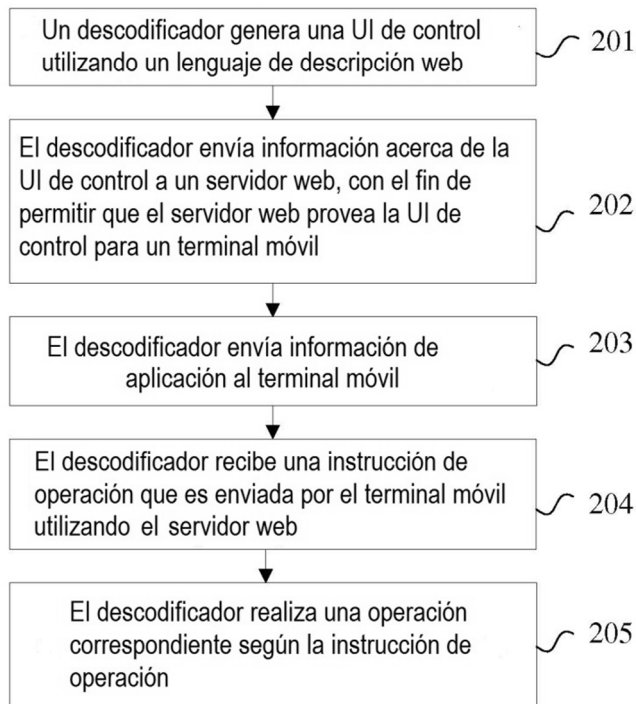 Un descodificador genera una UI de control
utilizando un lenguaje de descripción web
201
El descodificador envía información acerca de la
UI de control a un servidor web, con el fin de
permitir que el servidor web provea la UI de
control para un terminal móvil
202
El descodificador envía información de
aplicación al terminal móvil
203
El descodificador recibe una instrucción de
operación que es enviada por el terminal móvil
utilizando el servidor web
204
El descodificador realiza una operación
correspondiente según la instrucción de
operación
205